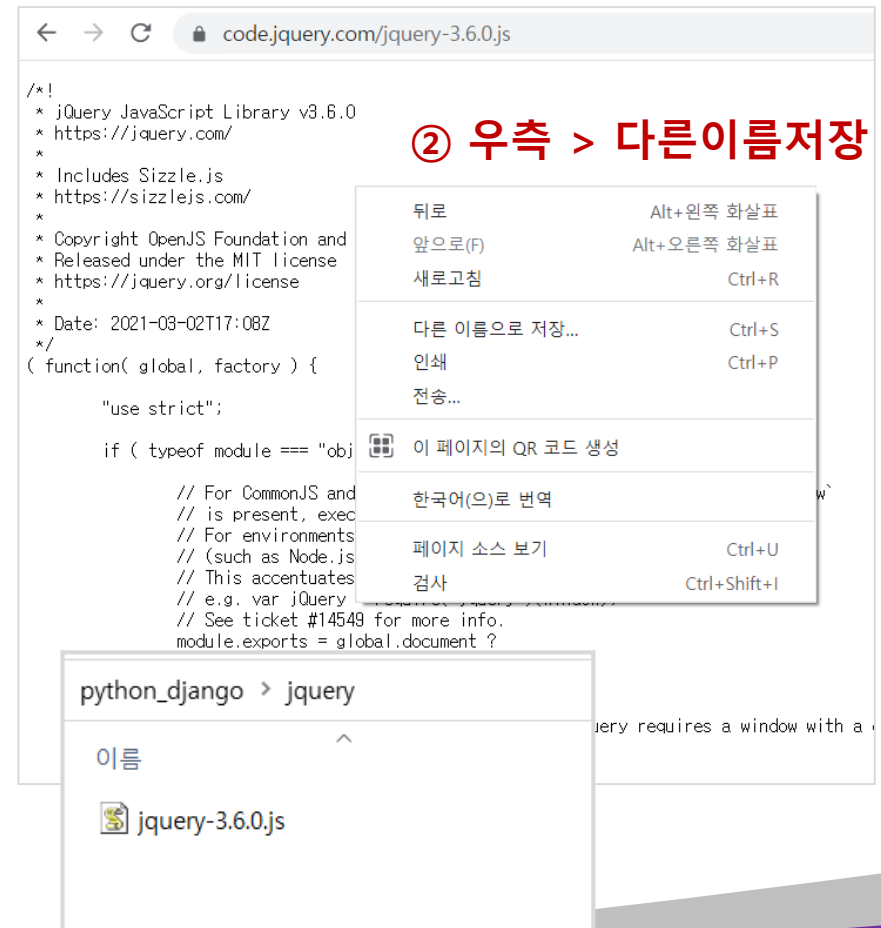 code.jquery.com/jquery-3.6.0.js
/*!
* jQuery JavaScript Library v3.6.0
* https://jquery.com/
*
* Includes Sizzle.js
* https://sizzlejs.com/
*
* Copyright OpenJS Foundation and
* Released under the MIT license
* https://jquery.org/license
*
* Date: 2021-03-02T17:08Z
*/
( function( global, factory ) {
"use strict";
if ( typeof module === "obj
// For CommonJS and
w`
// is present, exec
// For environments
// (such as Node.js
// This accentuates
// e.g. var jQuery = require("jquery")(window);
// See ticket #14549 for more info.
module.exports = global.document ?
uery requires a window with a
② 우측 > 다른이름저장
뒤로 Alt+왼쪽 화살표
앞으로(F) Alt+오른쪽 화살표
새로고침 Ctrl+R
다른 이름으로 저장... Ctrl+S
인쇄 Ctrl+P
전송...
이 페이지의 QR 코드 생성
한국어(으)로 번역
페이지 소스 보기 Ctrl+U
검사 Ctrl+Shift+I
python_django > jquery
이름
jquery-3.6.0.js